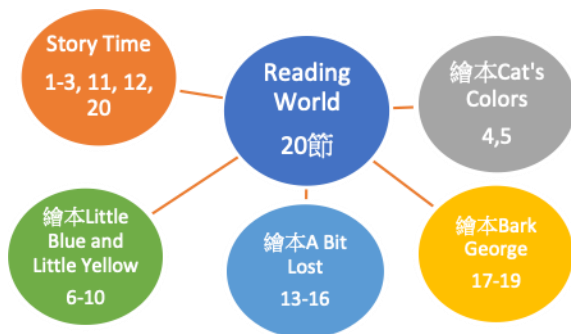 Story Time
1-3, 11, 12,
20
Reading
World
20節
繪本Cat's
Colors
4,5
繪本Little
Blue and
Little Yellow
6-10
繪本A Bit
Lost
13-16
繪本Bark
George
17-19